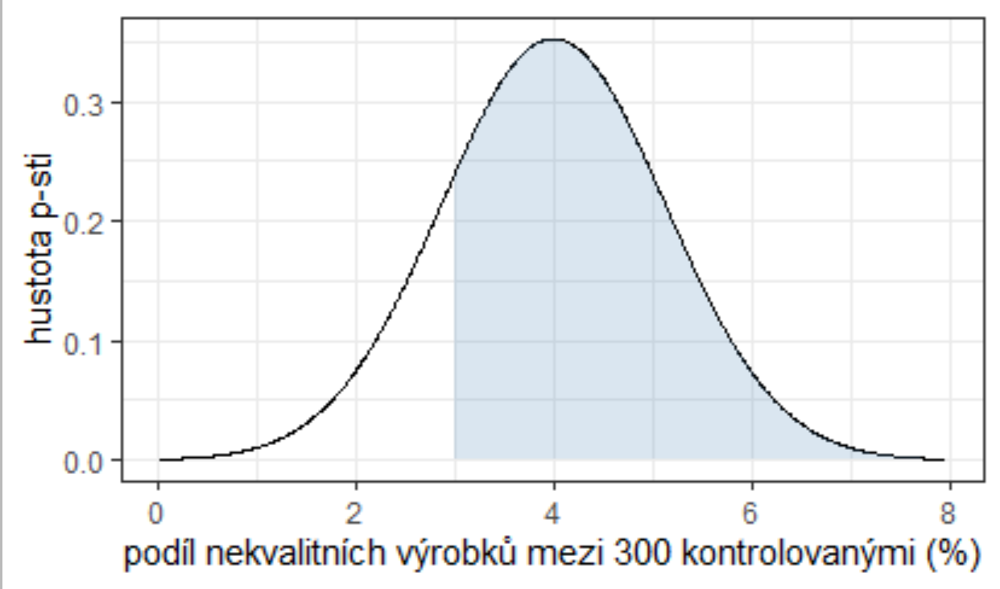 hustota p-sti
0.3
0.2
0.1
0.0
0 2 4 6 8
podíl nekvalitních výrobků mezi 300 kontrolovanými (%)